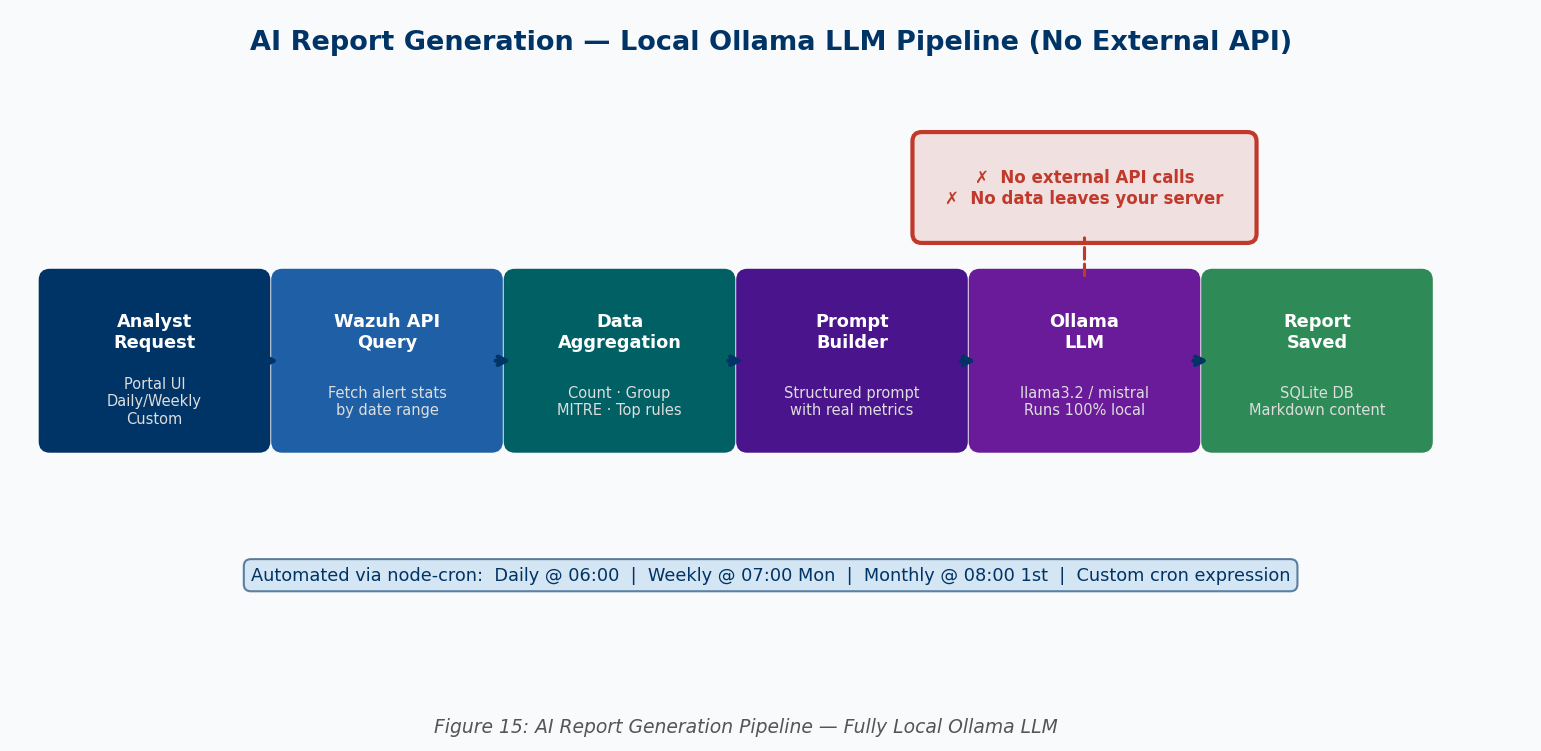 AI Report Generation — Local Ollama LLM Pipeline (No External API)
✗  No external API calls
✗  No data leaves your server
Analyst
Request
Portal UI
Daily/Weekly
Custom
Wazuh API
Query
Fetch alert stats
by date range
Data
Aggregation
Count · Group
MITRE · Top rules
Prompt
Builder
Structured prompt
with real metrics
Ollama
LLM
llama3.2 / mistral
Runs 100% local
Report
Saved
SQLite DB
Markdown content
Automated via node-cron:  Daily @ 06:00  |  Weekly @ 07:00 Mon  |  Monthly @ 08:00 1st  |  Custom cron expression
Figure 15: AI Report Generation Pipeline — Fully Local Ollama LLM